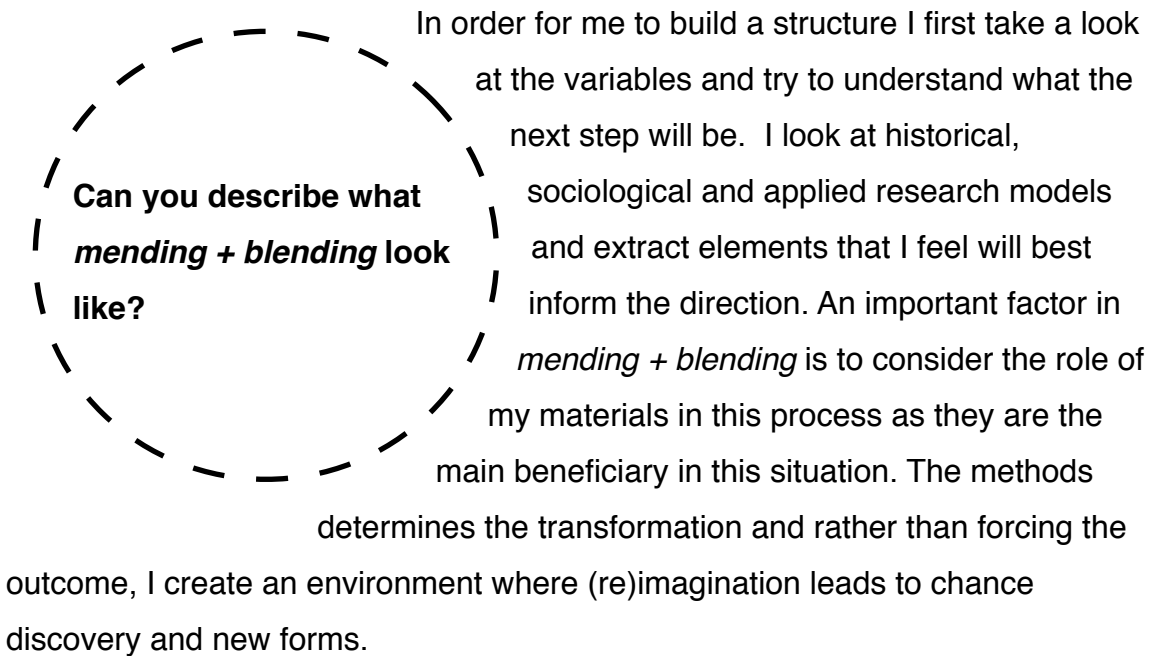 Can you describe what
mending + blending look
like?
In order for me to build a structure I first take a look
at the variables and try to understand what the
next step will be.  I look at historical,
sociological and applied research models
and extract elements that I feel will best
inform the direction. An important factor in
mending + blending is to consider the role of
my materials in this process as they are the
main beneficiary in this situation. The methods
determines the transformation and rather than forcing the
outcome, I create an environment where (re)imagination leads to chance
discovery and new forms.